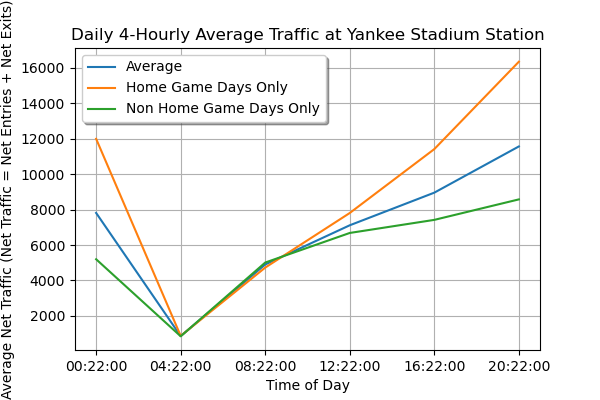 Daily 4-Hourly Average Traffic at Yankee Stadium Station
Average Net Traffic (Net Traffic = Net Entries + Net Exits)
16000
14000
12000
10000
8000
6000
4000
2000
Average
Home Game Days Only
Non Home Game Days Only
00:22:00 04:22:00 08:22:00 12:22:00 16:22:00 20:22:00
Time of Day